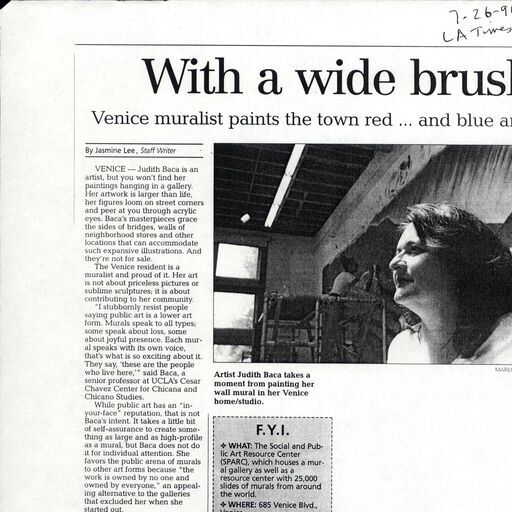 7-26-9
LA Times
With a wide brus
Venice muralist paints the town red ... and blue a
By Jasmine Lee, Staff Writer
VENICE — Judith Baca is an
artist, but you won't find her
paintings hanging in a gallery.
Her artwork is larger than life,
her figures loom on street corners
and peer at you through acrylic
eyes. Baca's masterpieces grace
the sides of bridges, walls of
neighborhood stores and other
locations that can accommodate
such expansive illustrations. And
they're not for sale.
The Venice resident is a
muralist and proud of it. Her art
is not about priceless pictures or
sublime sculptures; it is about
contributing to her community.
"I stubbornly resist people
saying public art is a lower art
form. Murals speak to all types;
some speak about loss, some
about joyful presence. Each mur-
al speaks with its own voice,
that's what is so exciting about it.
They say, 'these are the people
who live here,'" said Baca, a
senior professor at UCLA's Cesar
Chavez Center for Chicana and
Chicano Studies.
While public art has an "in-
your-face" reputation, that is not
Baca's intent. It takes a little bit
of self-assurance to create some-
thing as large and as high-profile
as a mural, but Baca does not do
it for individual attention. She
favors the public arena of murals
to other art forms because "the
work is owned by no one and
owned by everyone," an appeal-
ing alternative to the galleries
that excluded her when she
started out.
MARILY
Artist Judith Baca takes a
moment from painting her
wall mural in her Venice
home/studio.
F.Y.I.
✤ WHAT: The Social and Pub-
lic Art Resource Center
(SPARC), which houses a mur-
al gallery as well as a
resource center with 25,000
slides of murals from around
the world.
✤ WHERE: 685 Venice Blvd.,
Venice